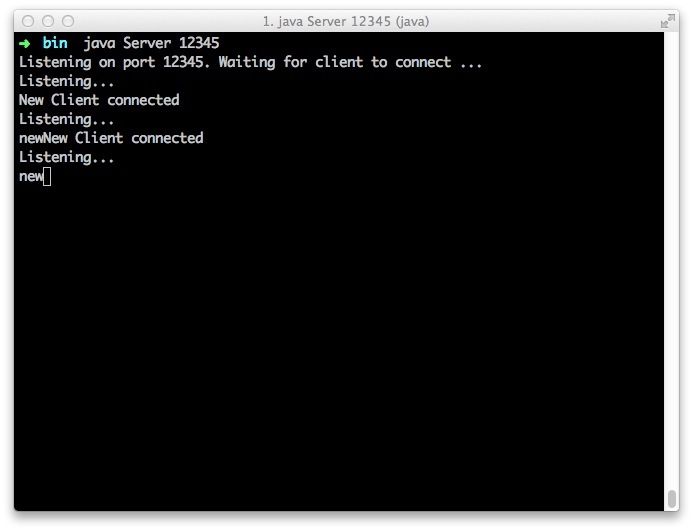 1. java Server 12345 (java)
➜ bin java Server 12345
Listening on port 12345. Waiting for client to connect ...
Listening...
New Client connected
Listening...
newNew Client connected
Listening...
new